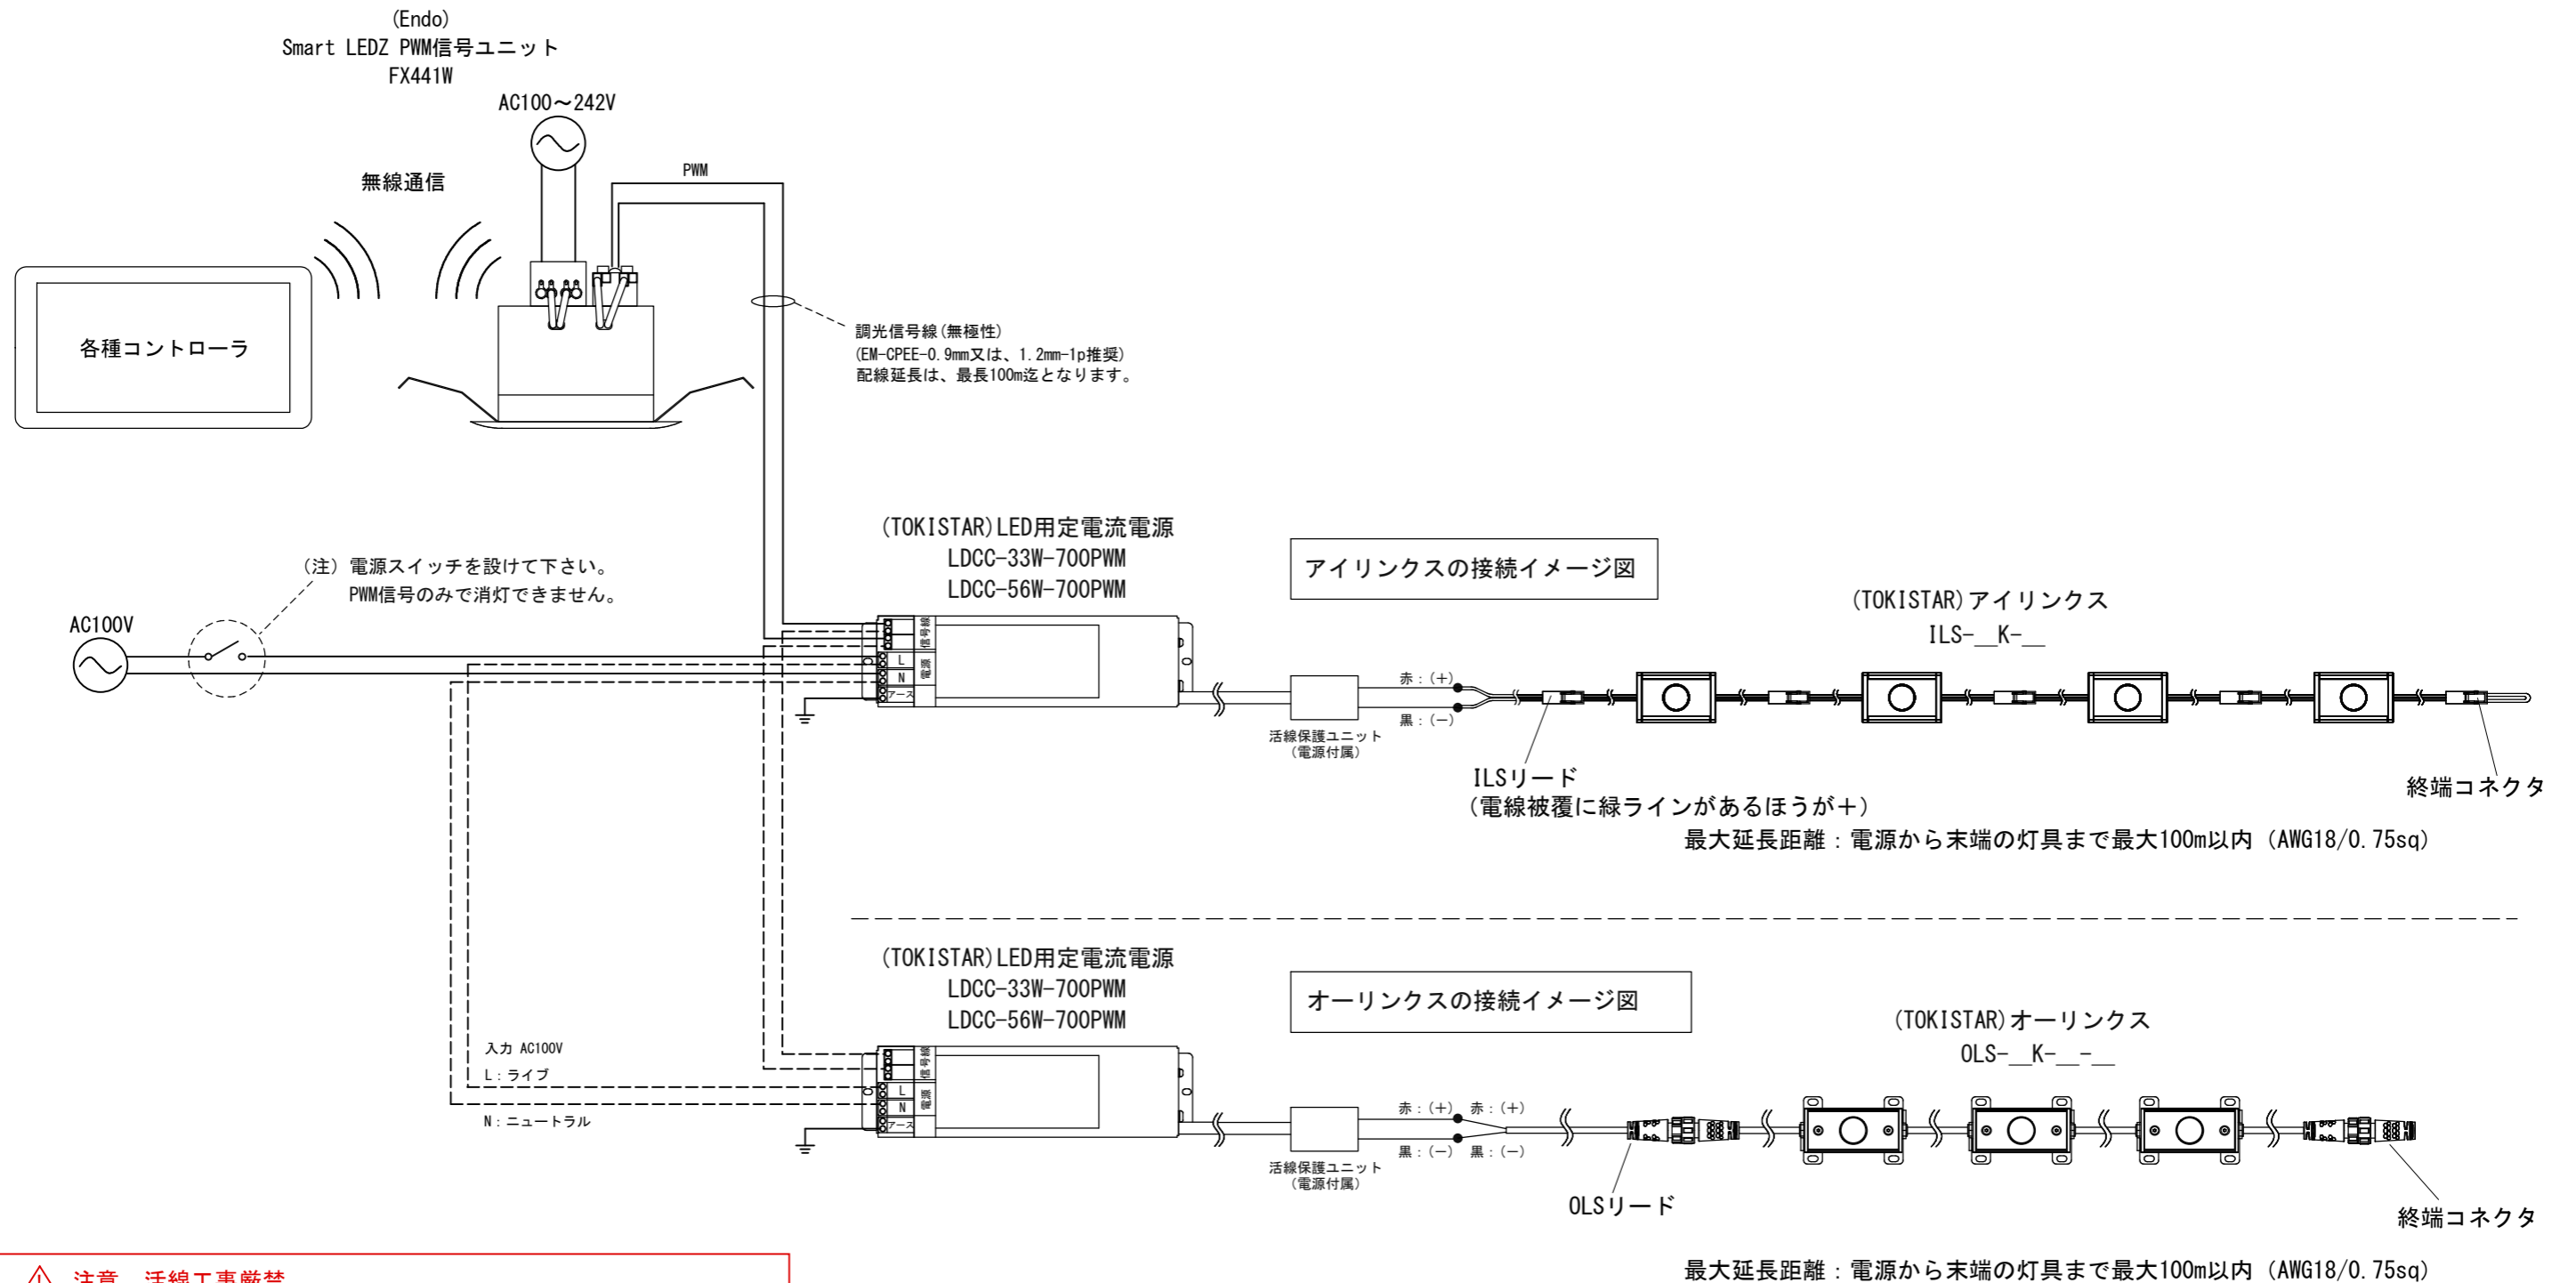 (Endo)
Smart LEDZ PWM信号ユニット
FX441W
AC100～242V
無線通信
PWM
各種コントローラ
調光信号線(無極性)
(EM-CPEE-0.9mm又は、1.2mm-1p推奨)
配線延長は、最長100m迄となります。
(注) 電源スイッチを設けて下さい。
PWM信号のみで消灯できません。
AC100V
(TOKISTAR)LED用定電流電源
LDCC-33W-700PWM
LDCC-56W-700PWM
信号線
電源
L
N
アース
アイリンクスの接続イメージ図
(TOKISTAR)アイリンクス
ILS-__K-__
赤：(+)
黒：(-)
活線保護ユニット
(電源付属)
ILSリード
(電線被覆に緑ラインがあるほうが＋)
終端コネクタ
最大延長距離：電源から末端の灯具まで最大100m以内 (AWG18/0.75sq)
(TOKISTAR)LED用定電流電源
LDCC-33W-700PWM
LDCC-56W-700PWM
入力 AC100V
L：ライブ
N：ニュートラル
信号線
電源
L
N
アース
オーリンクスの接続イメージ図
(TOKISTAR)オーリンクス
OLS-__K-__-__
赤：(+) 赤：(+)
黒：(-) 黒：(-)
活線保護ユニット
(電源付属)
OLSリード
終端コネクタ
最大延長距離：電源から末端の灯具まで最大100m以内 (AWG18/0.75sq)
注意 活線工事厳禁